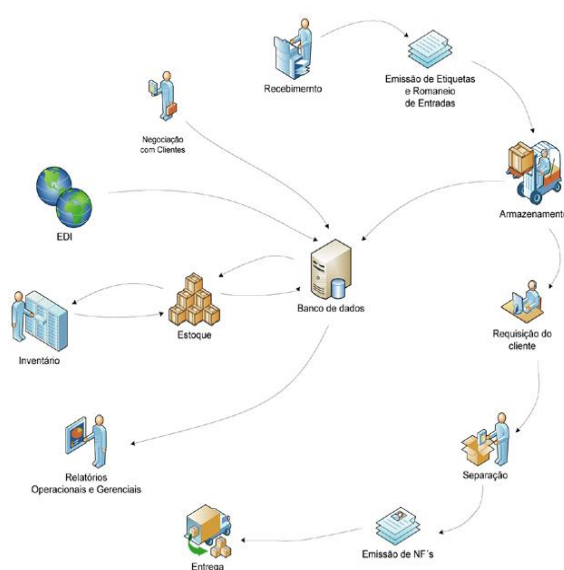 Recebimernto
Emissão de Etiquetas
e Romaneio
de Entradas
Negociação
com Clientes
Armazenamento
EDI
Banco de dados
Estoque
Inventário
Requisição do
cliente
Relatórios
Operacionais e Gerenciais
Separação
Emissão de NF´s
Entrega